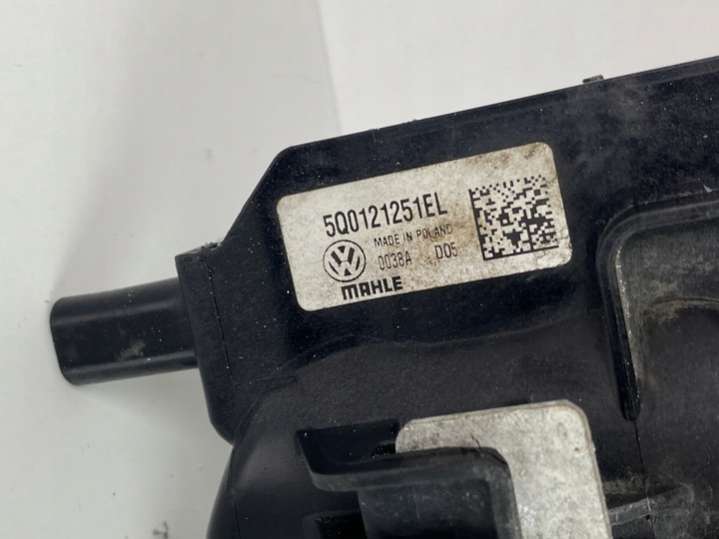 5Q0121251EL
MADE IN POLAND
0038A D05
MAHLE